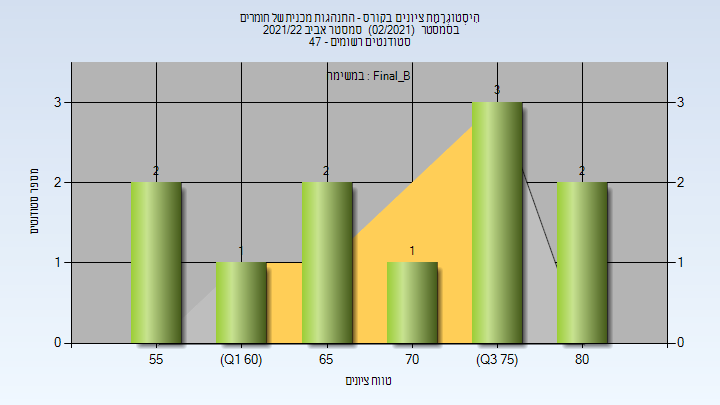 היסטוגרמת ציונים בקורס - התנהגות מכנית של חומרים
בסמסטר (02/2021) סמסטר אביב 2021/22
סטודנטים רשומים - 47
במשימה : Final_B
מספר סטודנטים
3
2
1
0
3
2
1
0
2
1
2
1
3
2
55
(Q1 60)
65
70
(Q3 75)
80
טווח ציונים